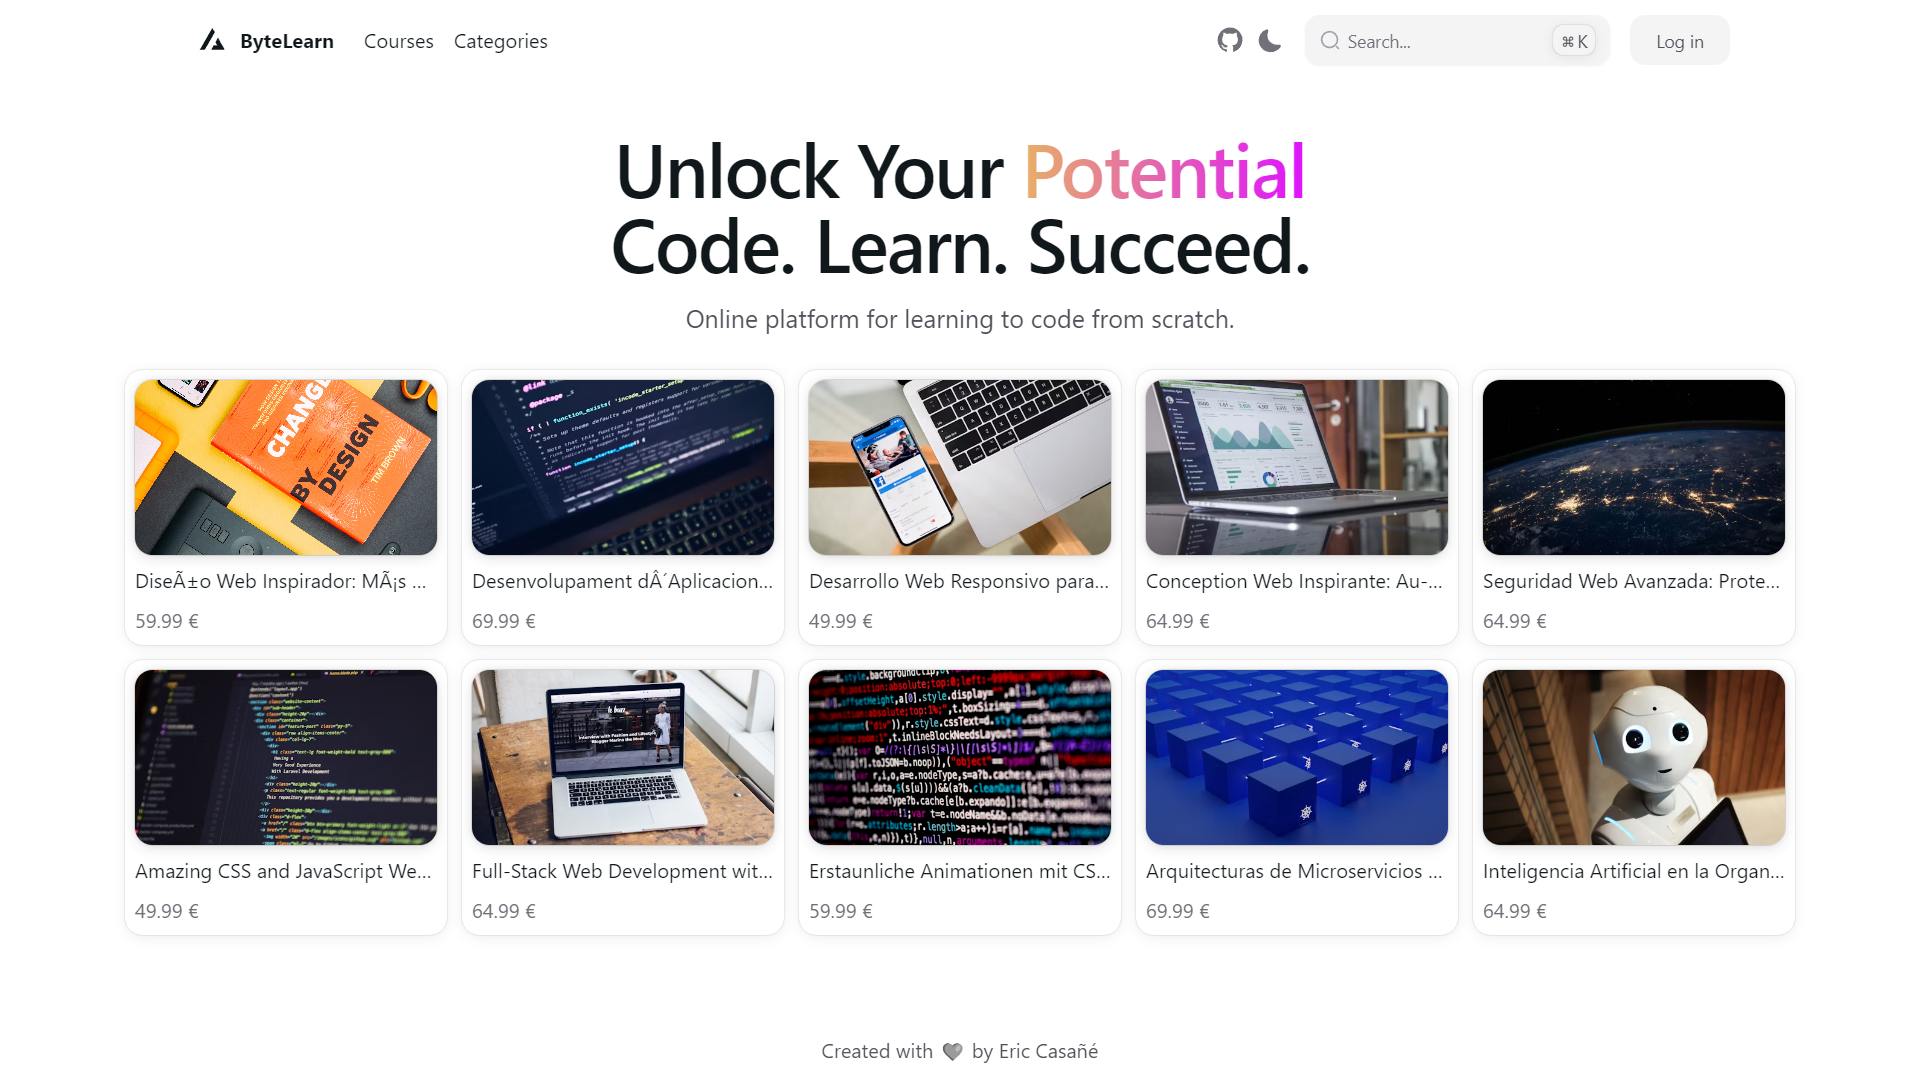 ByteLearn Courses Categories Search... ⌘K Log in
Unlock Your Potential
Code. Learn. Succeed.
Online platform for learning to code from scratch.
CHANGE
BY
DESIGN
TIM BROWN
DiseÃ±o Web Inspirador: MÃ¡s ...
59.99 €
Desenvolupament dÂ´Aplicacion...
69.99 €
Desarrollo Web Responsivo para...
49.99 €
Conception Web Inspirante: Au-...
64.99 €
Seguridad Web Avanzada: Prote...
64.99 €
Amazing CSS and JavaScript We...
49.99 €
Full-Stack Web Development wit...
64.99 €
Erstaunliche Animationen mit CS...
59.99 €
Arquitecturas de Microservicios ...
69.99 €
Inteligencia Artificial en la Organ...
64.99 €
Created with 🩶 by Eric Casañé